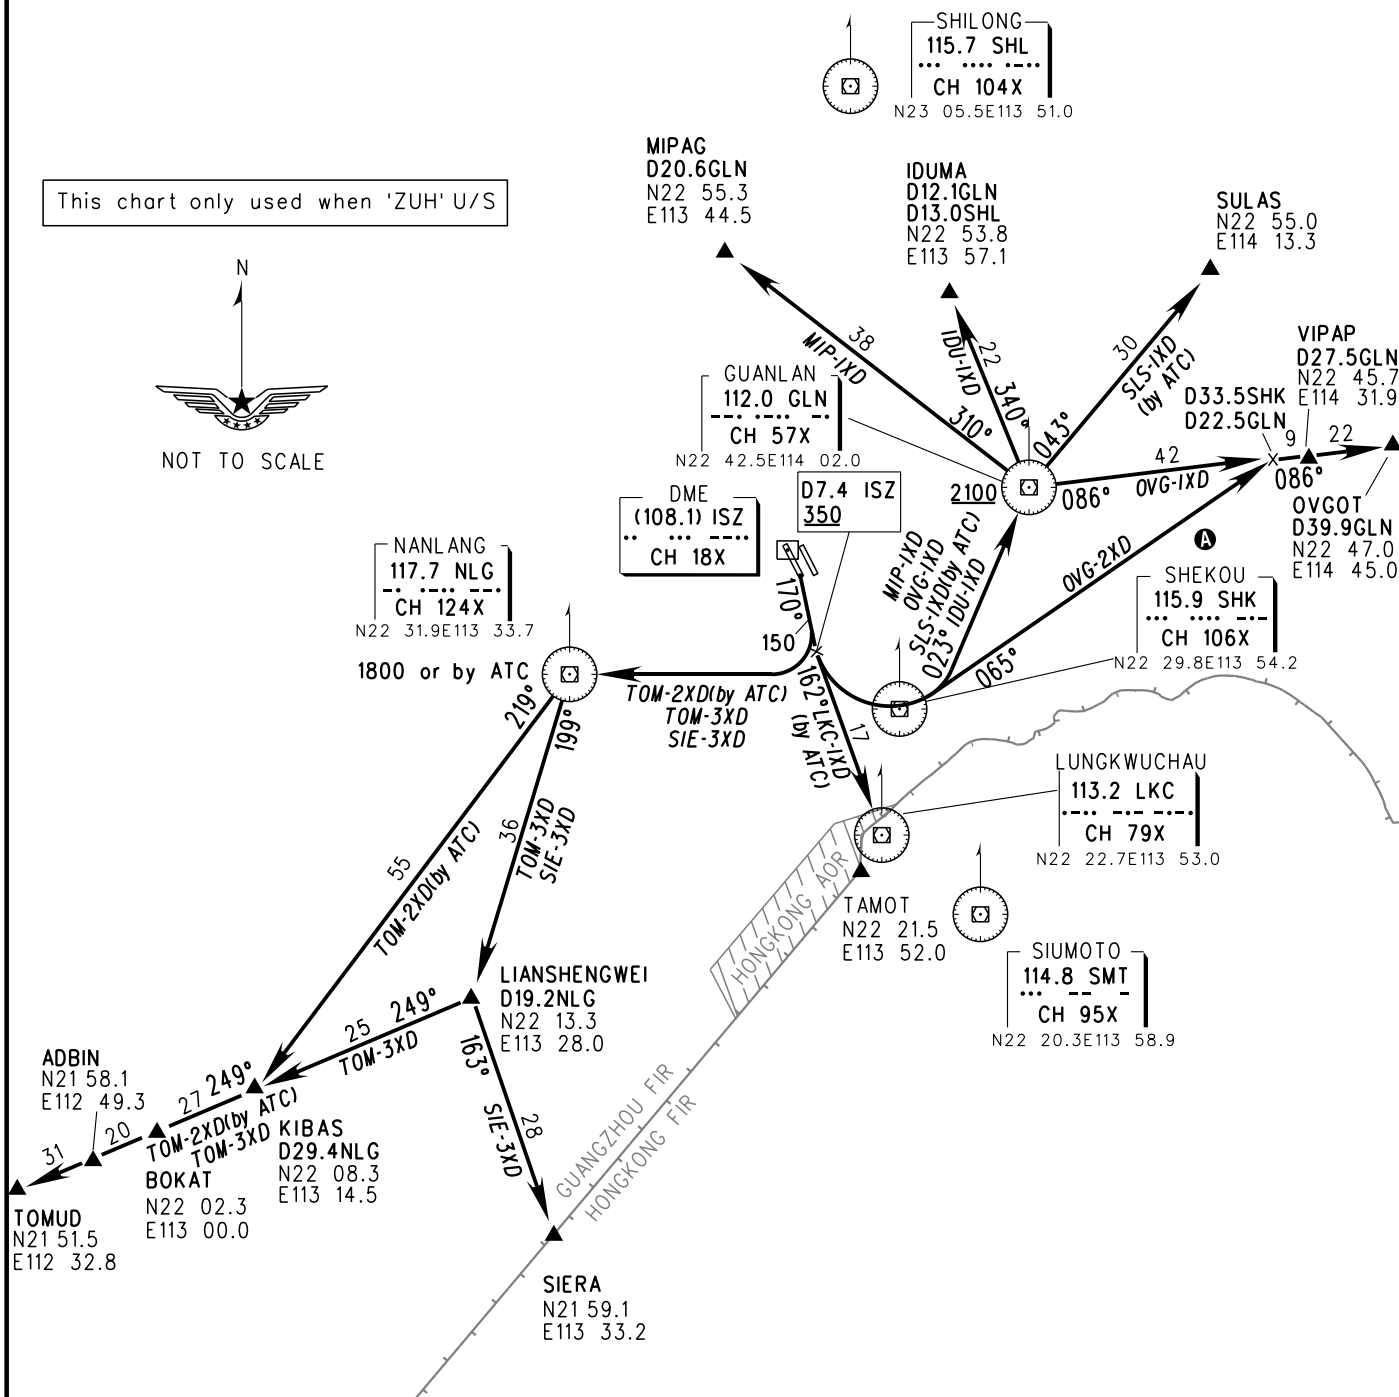 SHILONG
115.7 SHL
CH 104X
N23 05.5E113 51.0
This chart only used when 'ZUH' U/S
N
NOT TO SCALE
MIPAG
D20.6GLN
N22 55.3
E113 44.5
IDUMA
D12.1GLN
D13.0SHL
N22 53.8
E113 57.1
SULAS
N22 55.0
E114 13.3
VIPAP
D27.5GLN
N22 45.7
E114 31.9
D33.5SHK
D22.5GLN
38
MIP-1XD
310°
22
IDU-1XD
340°
30
SLS-1XD
(by ATC)
043°
GUANLAN
112.0 GLN
CH 57X
N22 42.5E114 02.0
2100
086°
42
OVG-1XD
9
22
086°
OVGOT
D39.9GLN
N22 47.0
E114 45.0
DME
(108.1) ISZ
CH 18X
D7.4 ISZ
350
NANLANG
117.7 NLG
CH 124X
N22 31.9E113 33.7
1800 or by ATC
170°
150
MIP-1XD
OVG-1XD
SLS-1XD(by ATC)
023° IDU-1XD
OVG-2XD
065°
A
SHEKOU
115.9 SHK
CH 106X
N22 29.8E113 54.2
TOM-2XD(by ATC)
TOM-3XD
SIE-3XD
162° LKC-1XD
(by ATC)
17
219°
199°
LUNGKWUCHAU
113.2 LKC
CH 79X
N22 22.7E113 53.0
55
TOM-2XD(by ATC)
36
TOM-3XD
SIE-3XD
HONGKONG AOR
TAMOT
N22 21.5
E113 52.0
SIUMOTO
114.8 SMT
CH 95X
N22 20.3E113 58.9
LIANSHENGWEI
D19.2NLG
N22 13.3
E113 28.0
25
249°
TOM-3XD
163°
28
SIE-3XD
ADBIN
N21 58.1
E112 49.3
31
20
27
249°
TOM-2XD(by ATC)
TOM-3XD
KIBAS
D29.4NLG
N22 08.3
E113 14.5
BOKAT
N22 02.3
E113 00.0
TOMUD
N21 51.5
E112 32.8
GUANGZHOU FIR
HONGKONG FIR
SIERA
N21 59.1
E113 33.2